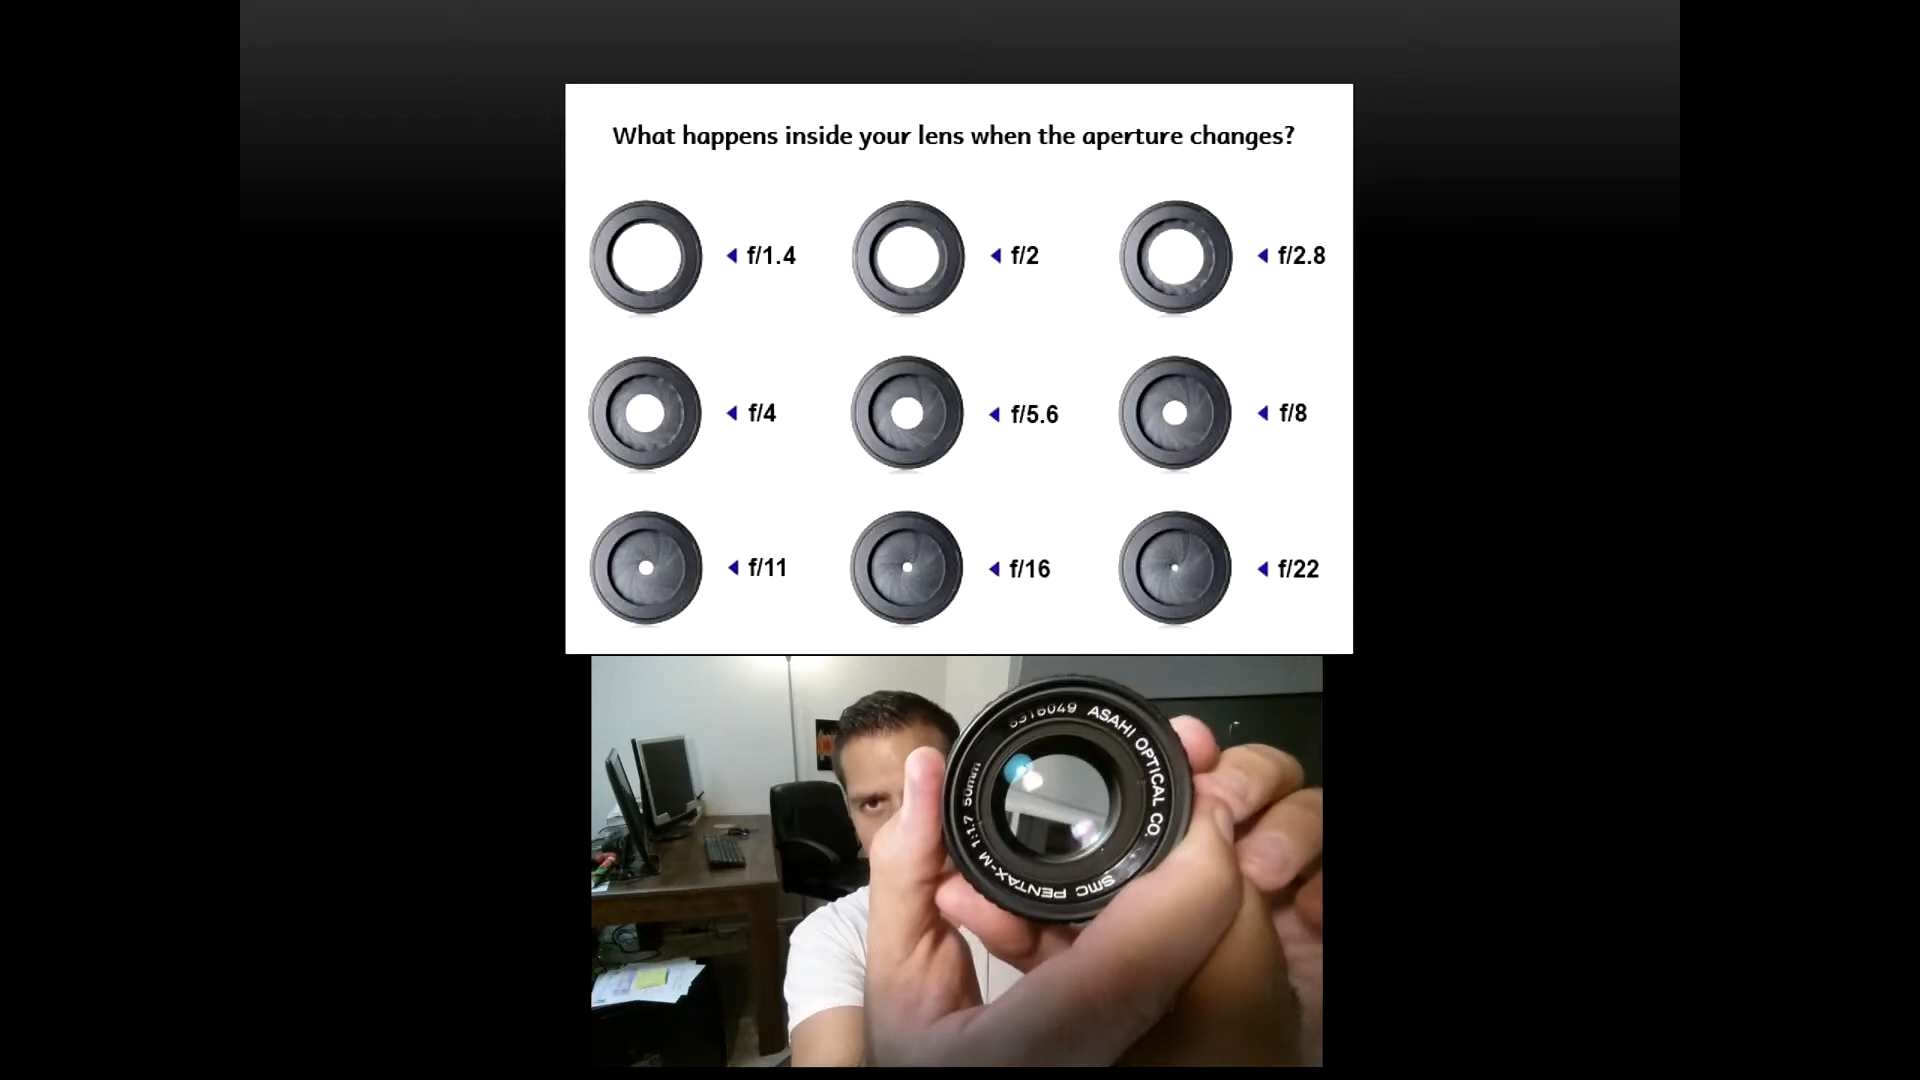 What happens inside your lens when the aperture changes?
f/1.4
f/2
f/2.8
f/4
f/5.6
f/8
f/11
f/16
f/22
SMC PENTAX-M 1:1.7 50mm
ASAHI OPTICAL CO.